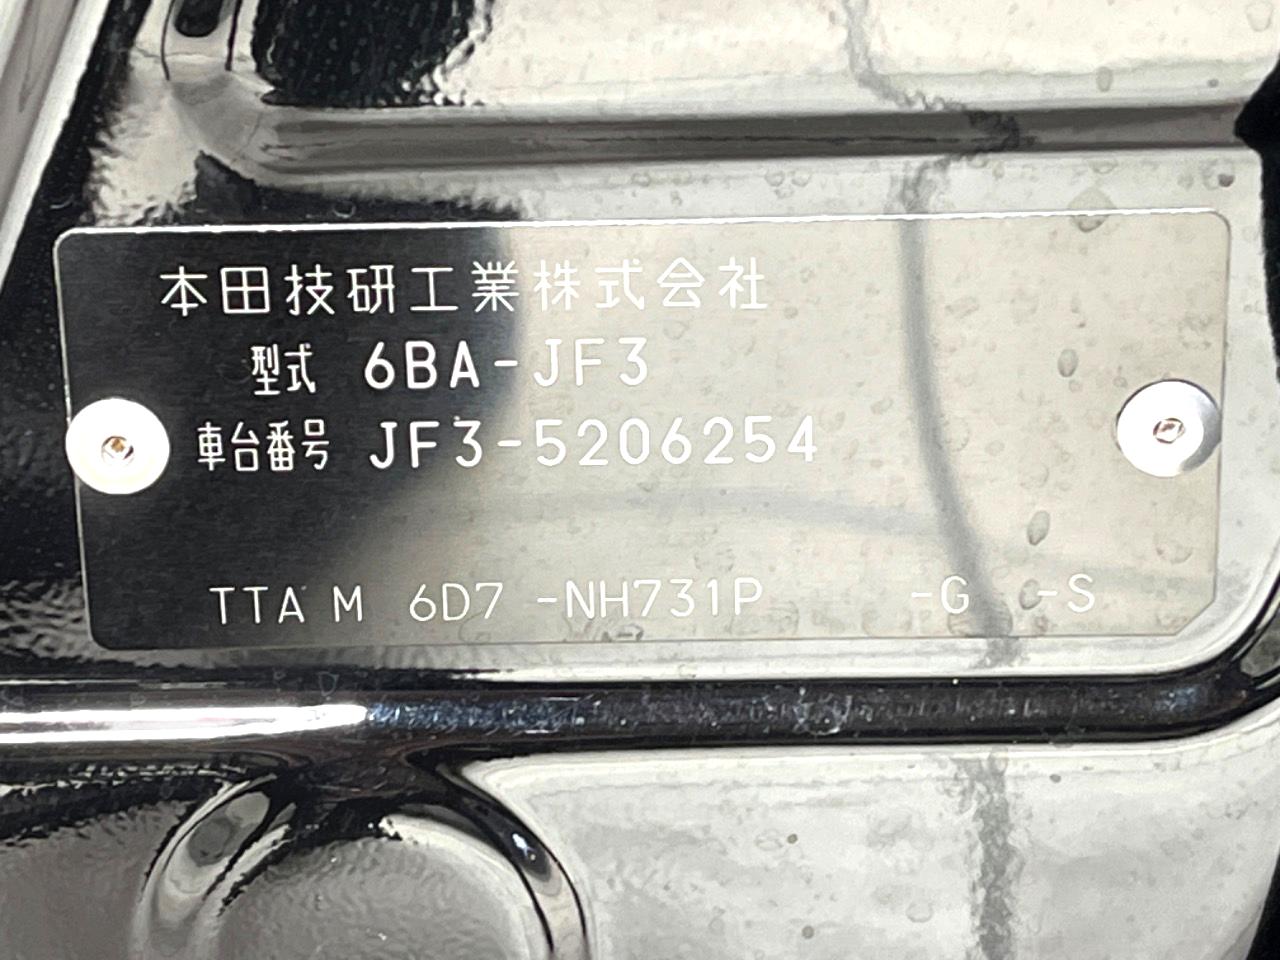 本田技研工業株式会社
型式 6BA-JF3
車台番号 JF3-5206254
TTA M 6D7 -NH731P -G -S